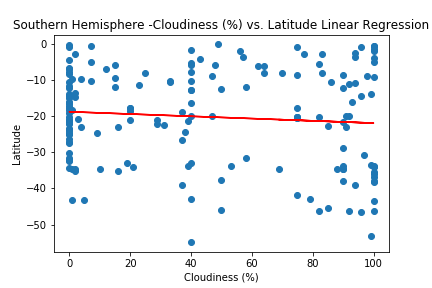 Southern Hemisphere -Cloudiness (%) vs. Latitude Linear Regression
0
−10
−20
−30
−40
−50
Latitude
0 20 40 60 80 100
Cloudiness (%)